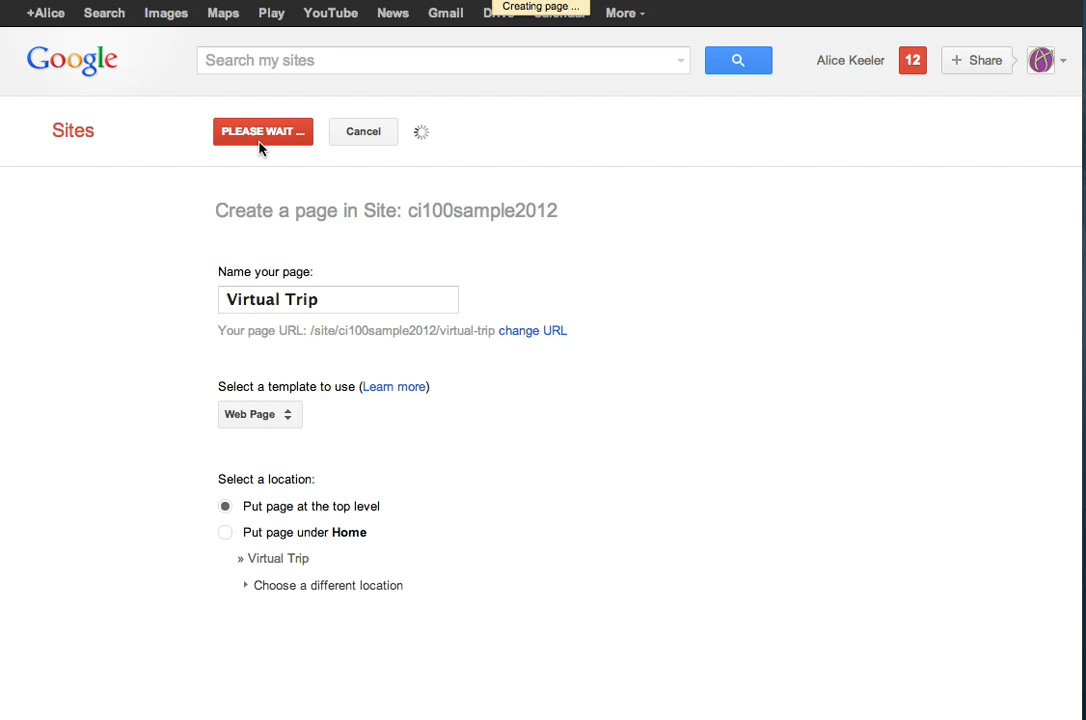 +Alice Search Images Maps Play YouTube News Gmail More
Creating page ...
Google
Search my sites
Alice Keeler
12
+ Share
Sites
PLEASE WAIT ...
Cancel
Create a page in Site: ci100sample2012
Name your page:
Virtual Trip
Your page URL: /site/ci100sample2012/virtual-trip change URL
Select a template to use (Learn more)
Web Page
Select a location:
Put page at the top level
Put page under Home
» Virtual Trip
Choose a different location